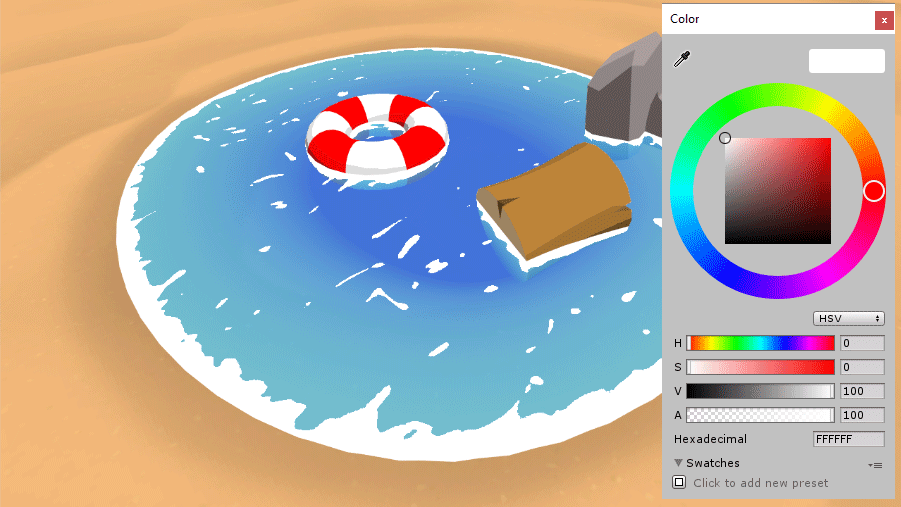 Color
x
HSV
H 0
S 0
V 100
A 100
Hexadecimal FFFFFF
Swatches
Click to add new preset